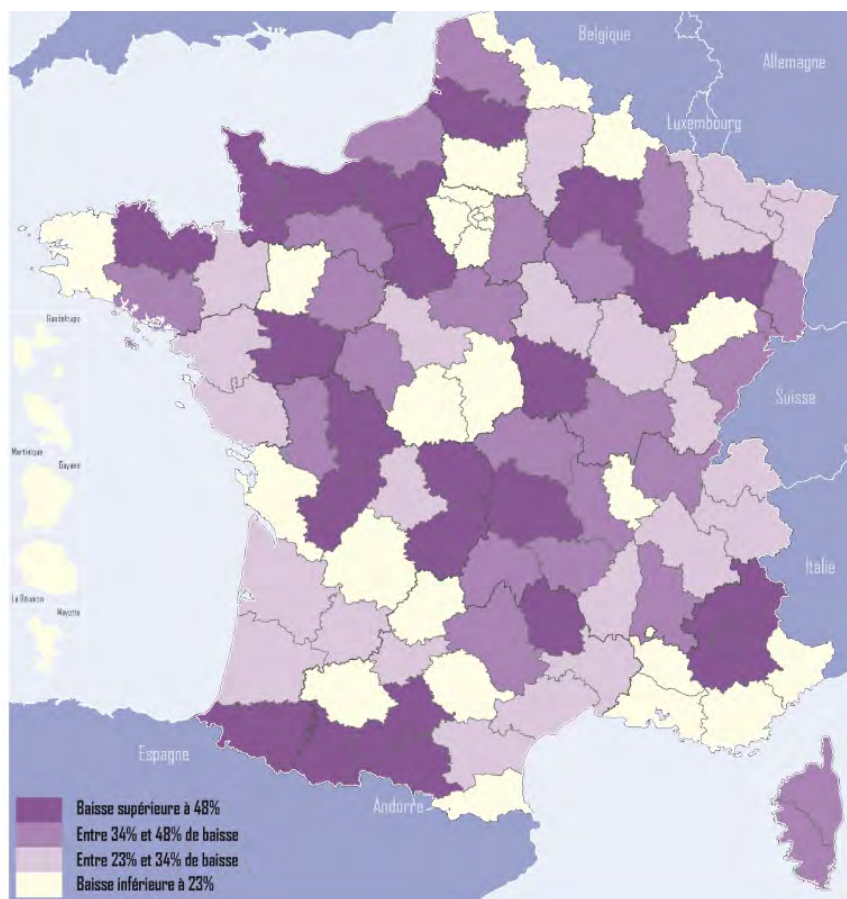 Belgique
Allemagne
Luxembourg
Guadeloupe
Suisse
Martinique
Guyane
Italie
La Réunion
Mayotte
Espagne
Andorre
Baisse supérieure à 48%
Entre 34% et 48% de baisse
Entre 23% et 34% de baisse
Baisse inférieure à 23%